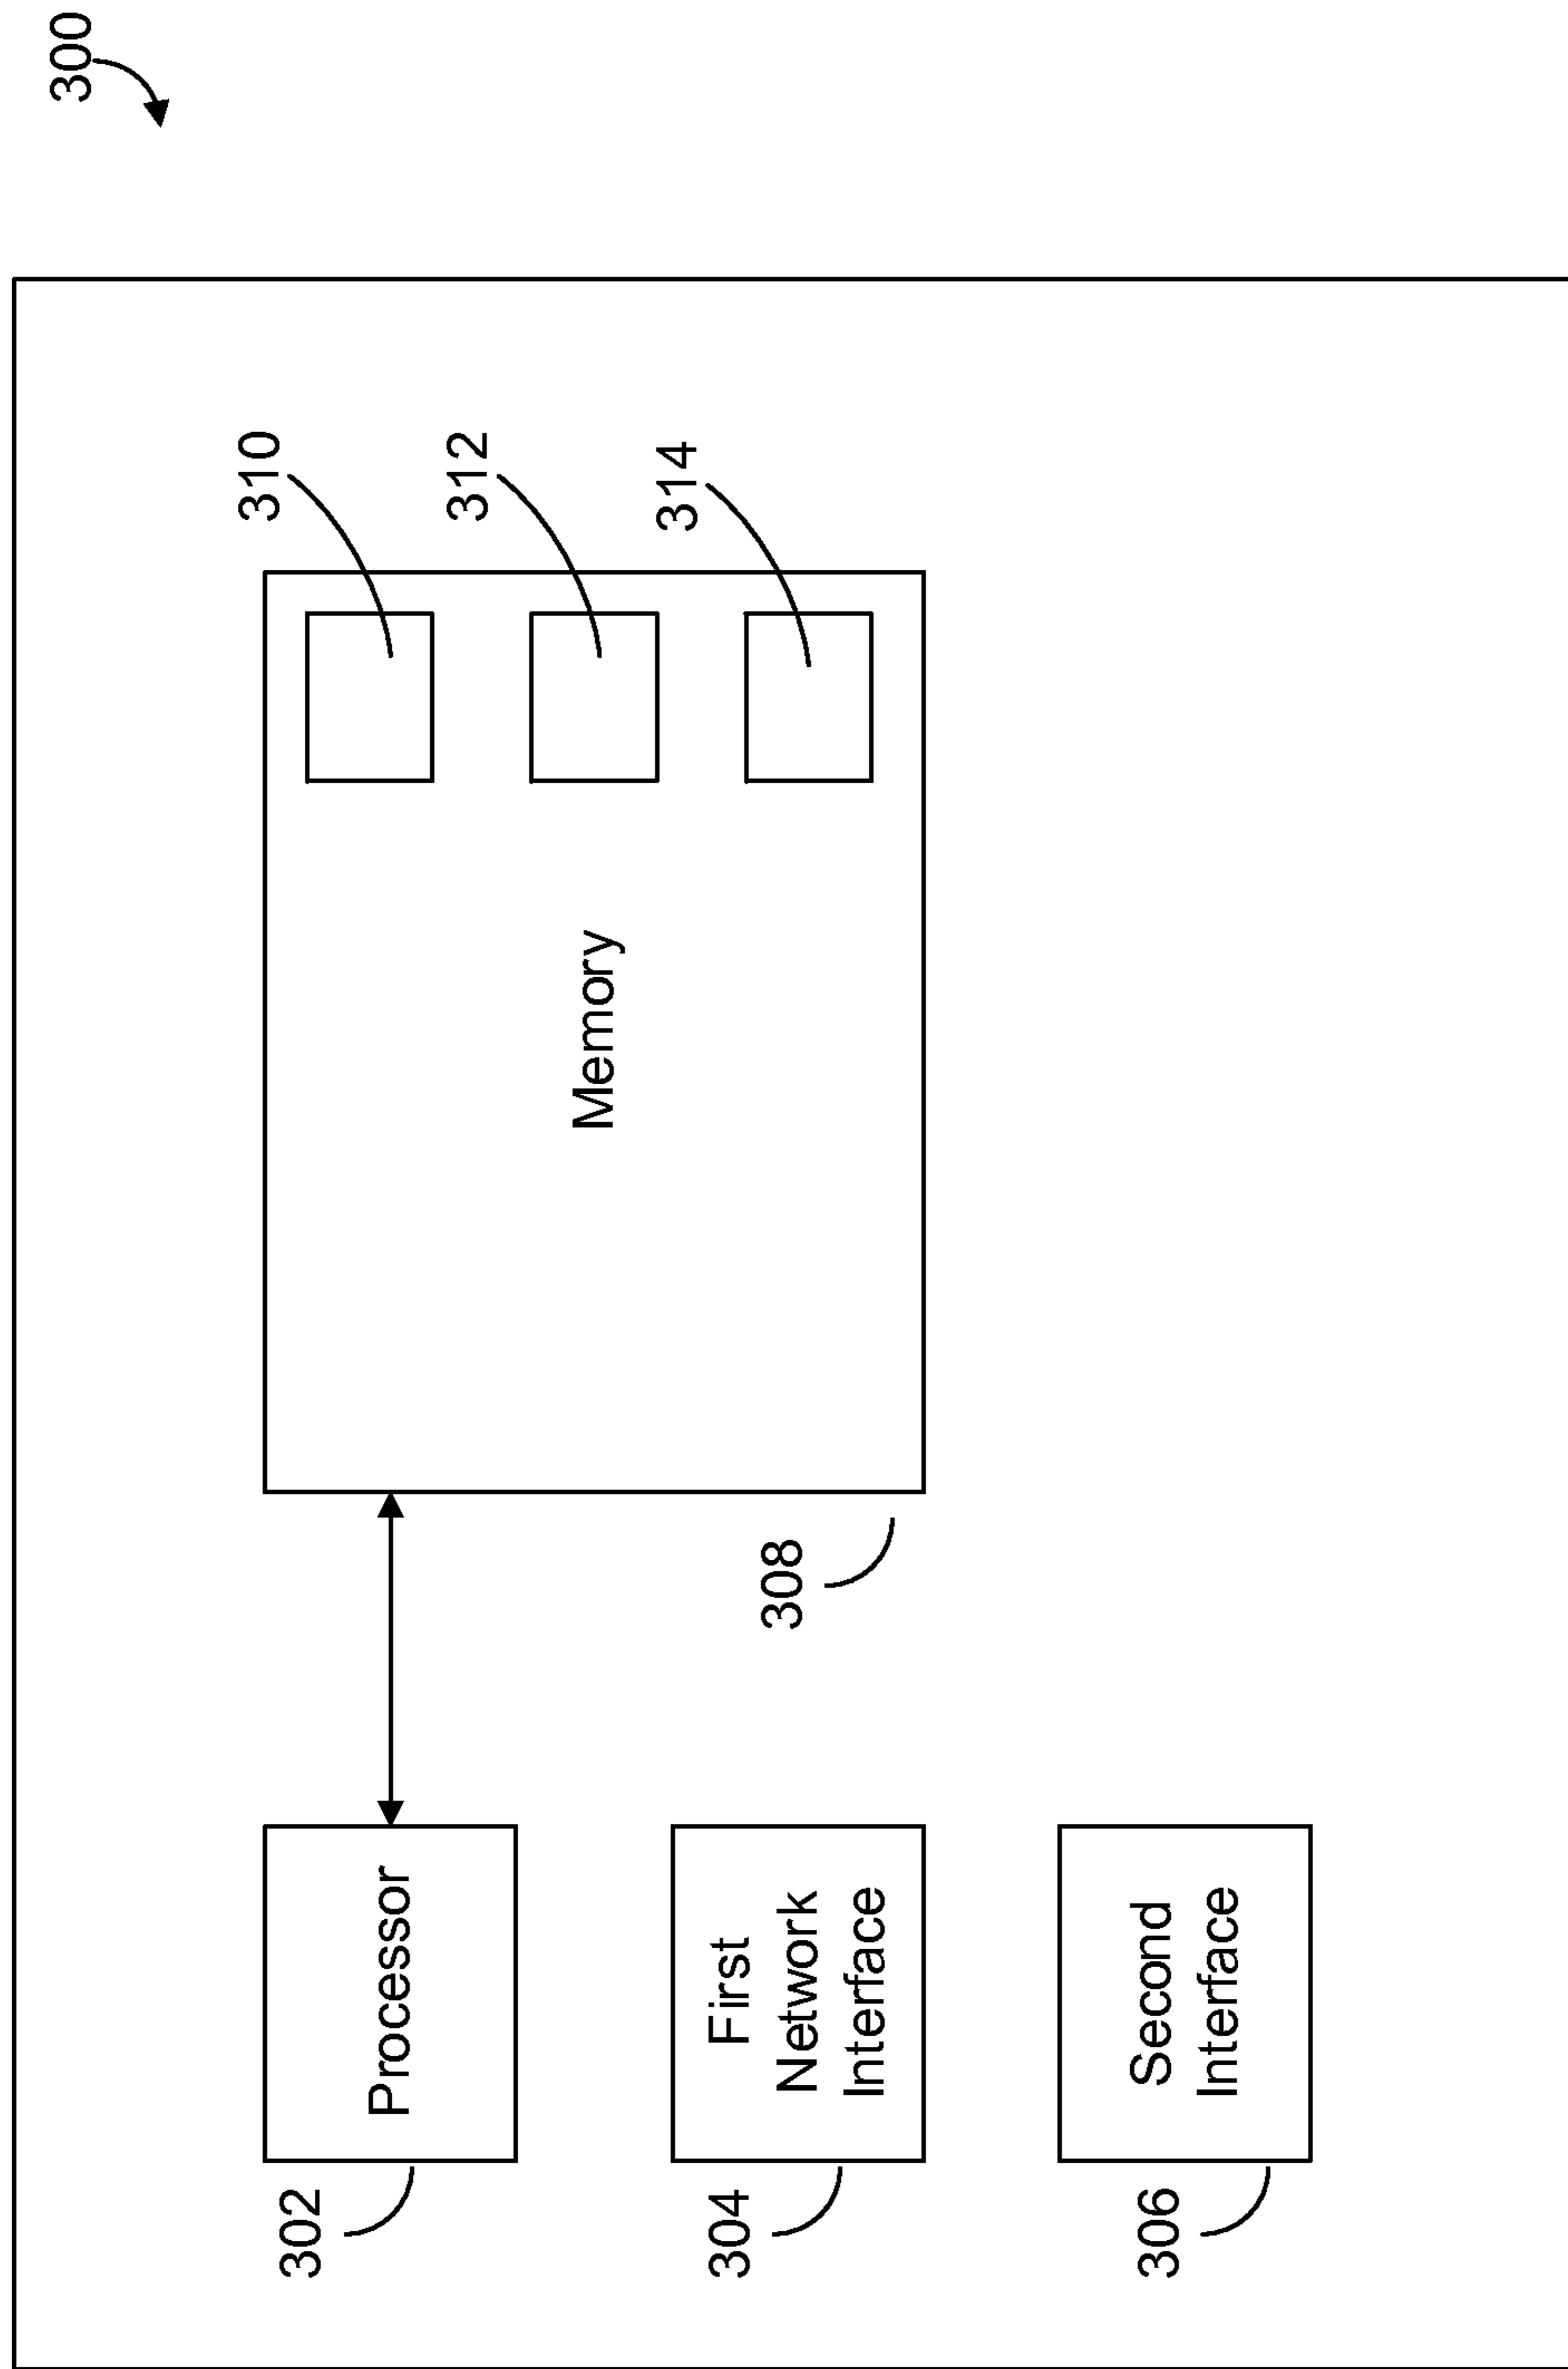 300
310
312
314
Memory
308
302
Processor
304
First
Network
Interface
306
Second
Interface